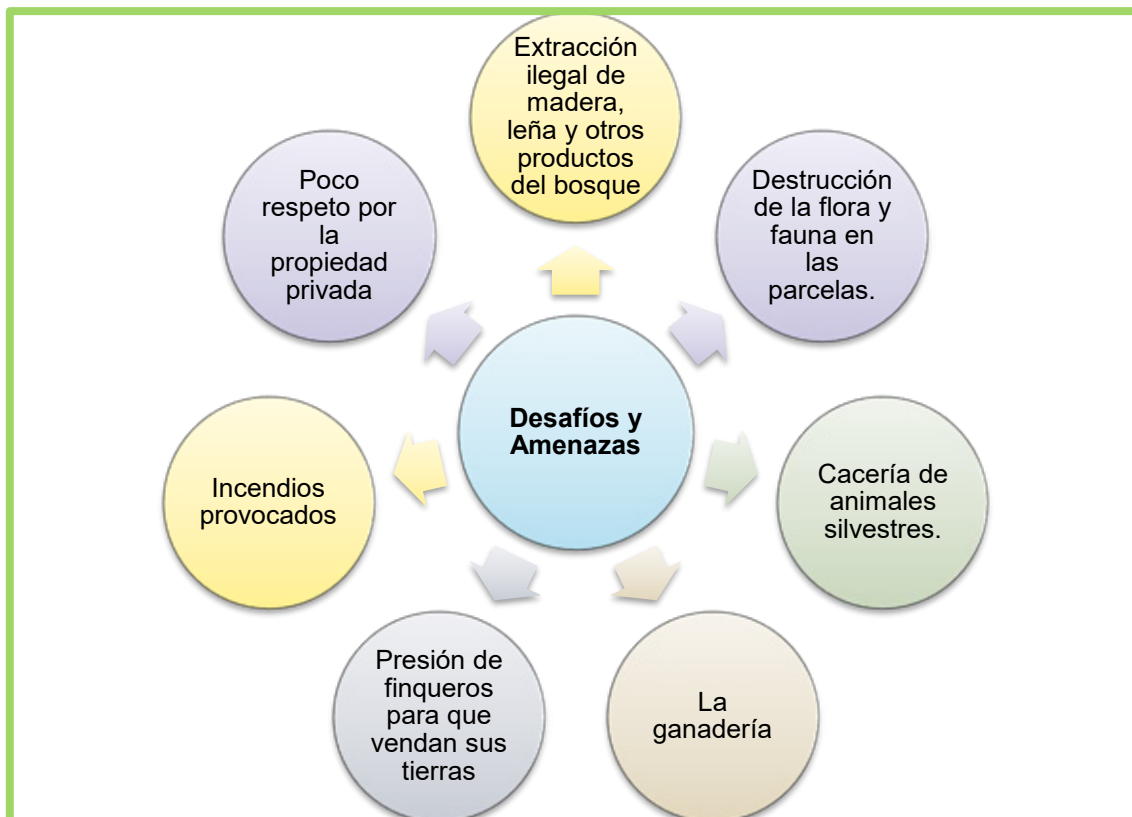 Extracción
ilegal de
madera,
leña y otros
productos
del bosque
Destrucción
de la flora y
fauna en
las
parcelas.
Cacería de
animales
silvestres.
La
ganadería
Presión de
finqueros
para que
vendan sus
tierras
Incendios
provocados
Poco
respeto por
la
propiedad
privada
Desafíos y
Amenazas